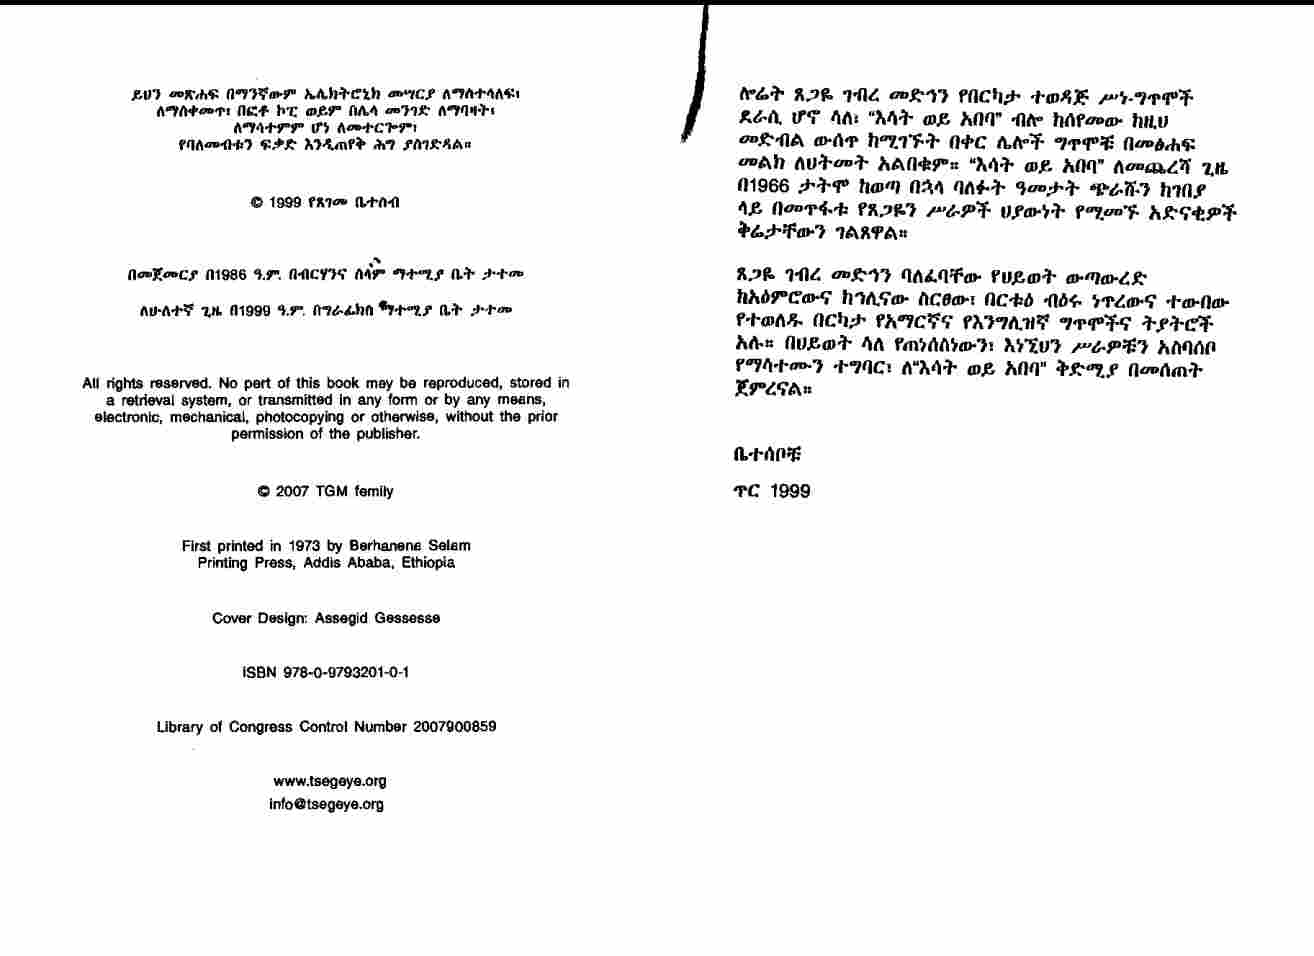 ይህን መጽሐፍ በማንኛውም ኤሌክትሮኒክ መሣርያ ለማስተላለፍ፣
ለማስቀመጥ፣ በፎቶ ኮፒ ወይም በሌላ መንገድ ለማባዛት፣
ለማሳተምም ሆነ ለመተርጐም፣
የባለመብቱን ፍቃድ እንዲጠየቅ ሕግ ያስገድዳል።
© 1999 የጸገመ ቤተሰብ
በመጀመርያ በ1986 ዓ.ም. በብርሃንና ሰላም ማተሚያ ቤት ታተመ
ለሁለተኛ ጊዜ በ1999 ዓ.ም. በግራፊክስ ማተሚያ ቤት ታተመ
All rights reserved. No part of this book may be reproduced, stored in
a retrieval system, or transmitted in any form or by any means,
electronic, mechanical, photocopying or otherwise, without the prior
permission of the publisher.
© 2007 TGM family
First printed in 1973 by Berhanena Selam
Printing Press, Addis Ababa, Ethiopia
Cover Design: Assegid Gessesse
ISBN 978-0-9793201-0-1
Library of Congress Control Number 2007900859
www.tsegaye.org
info@tsegaye.org
ሎሬት ጸጋዬ ገብረ መድኅን የበርካታ ተወዳጅ ሥነ-ግጥሞች
ደራሲ ሆኖ ሳለ፣ “እሳት ወይ አበባ” ብሎ ከሰየመው ከዚህ
መድብል ውስጥ ከሚገኙት በቀር ሌሎች ግጥሞቹ በመፅሐፍ
መልክ ለህትመት አልበቁም። “እሳት ወይ አበባ” ለመጨረሻ ጊዜ
በ1966 ታትሞ ከወጣ በኋላ ባለፉት ዓመታት ጭራሹን ከገበያ
ላይ በመጥፋቱ የጸጋዬን ሥራዎች ህያውነት የሚመኙ አድናቂዎች
ቅሬታቸውን ገልጸዋል።
ጸጋዬ ገብረ መድኅን ባለፈባቸው የህይወት ውጣውረድ
ከአዕምሮውና ከኅሊናው ስርፀው፣ በርቱዕ ብዕሩ ነጥረውና ተውበው
የተወለዱ በርካታ የአማርኛና የእንግሊዝኛ ግጥሞችና ትያትሮች
አሉ። በህይወት ሳለ የጠነሰሰነውን፣ እነኚህን ሥራዎቹን አስባስቦ
የማሳተሙን ተግባር፣ ለ“እሳት ወይ አበባ” ቅድሚያ በመስጠት
ጀምረናል።
ቤተሰቦቹ
ጥር 1999